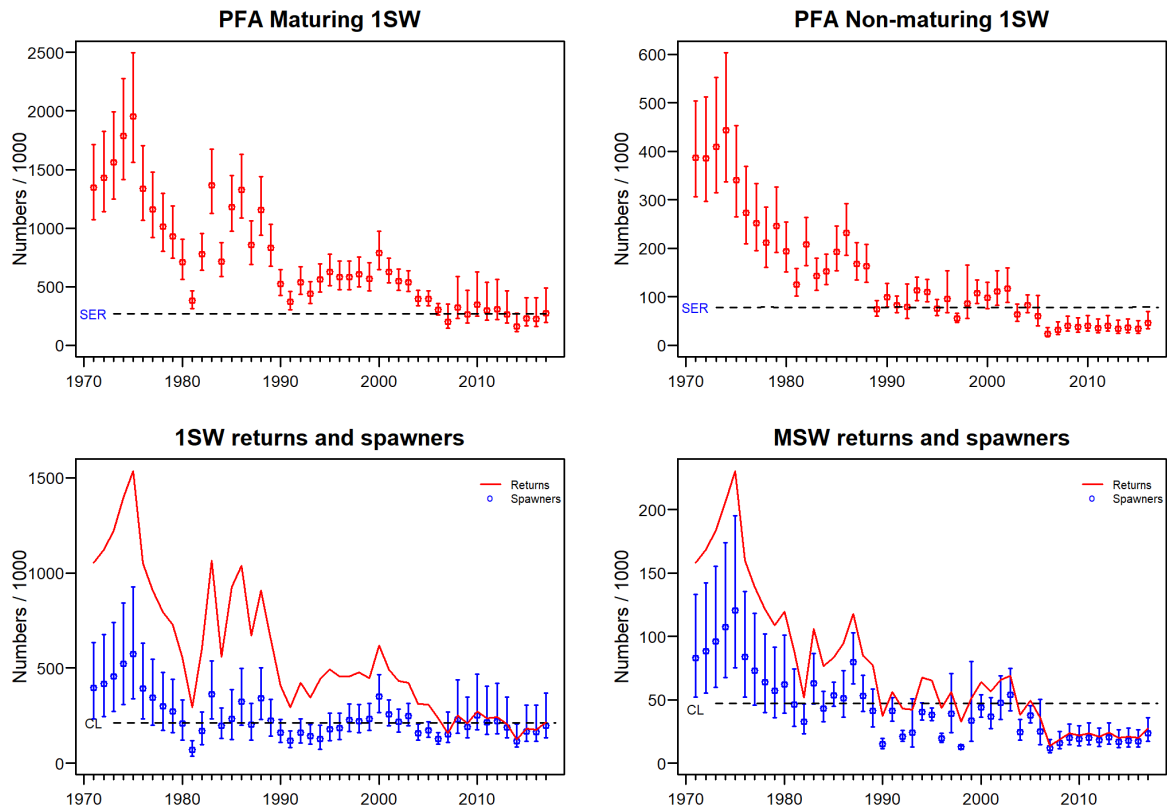 PFA Maturing 1SW
Numbers / 1000
2500
2000
1500
1000
500
0
SER
1970 1980 1990 2000 2010
PFA Non-maturing 1SW
Numbers / 1000
600
500
400
300
200
100
0
SER
1970 1980 1990 2000 2010
1SW returns and spawners
Numbers / 1000
1500
1000
500
0
CL
Returns
Spawners
1970 1980 1990 2000 2010
MSW returns and spawners
Numbers / 1000
200
150
100
50
0
CL
Returns
Spawners
1970 1980 1990 2000 2010